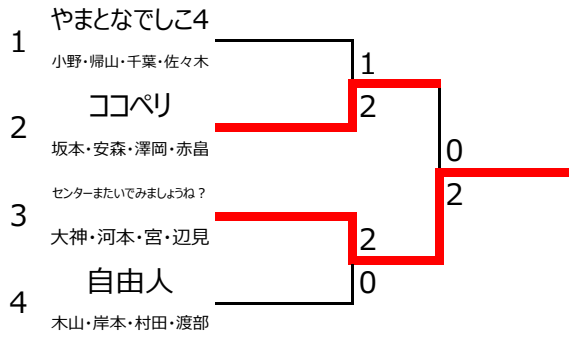 やまとなでしこ4
1
小野・帰山・千葉・佐々木
1
ココペリ
2
2
坂本・安森・澤岡・赤畠
0
センターまたいでみましょうね？
2
3
大神・河本・宮・辺見
2
自由人
0
4
木山・岸本・村田・渡部